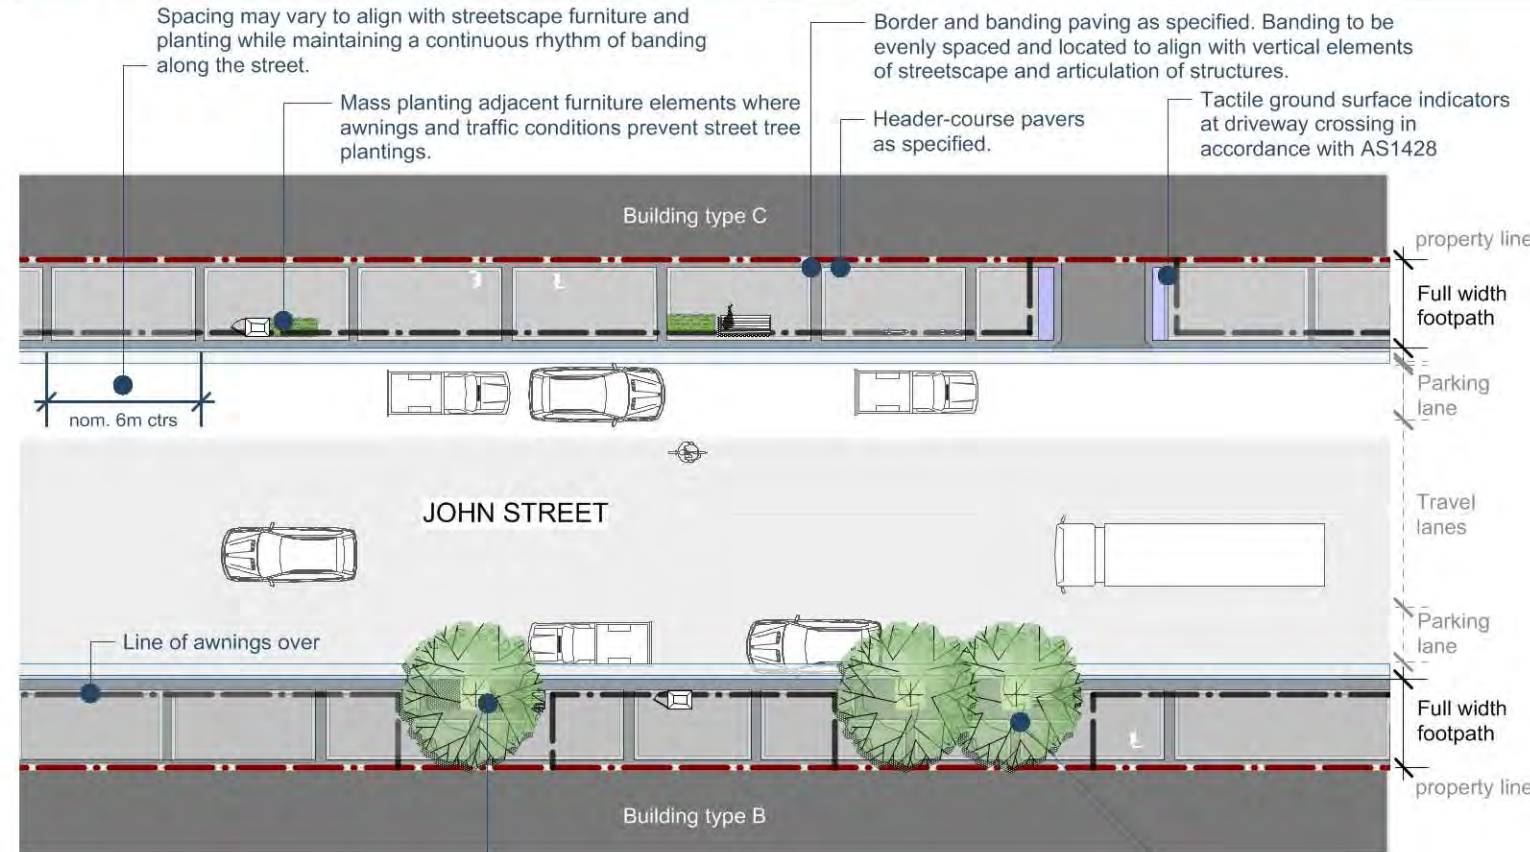 Spacing may vary to align with streetscape furniture and
planting while maintaining a continuous rhythm of banding
along the street.
Border and banding paving as specified. Banding to be
evenly spaced and located to align with vertical elements
of streetscape and articulation of structures.
Mass planting adjacent furniture elements where
awnings and traffic conditions prevent street tree
plantings.
Header-course pavers
as specified.
Tactile ground surface indicators
at driveway crossing in
accordance with AS1428
Building type C
property line
Full width
footpath
Parking
lane
nom. 6m ctrs
JOHN STREET
Travel
lanes
Line of awnings over
Parking
lane
Full width
footpath
property line
Building type B